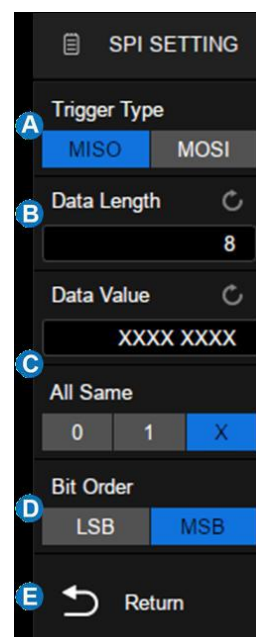 SPI SETTING
A
Trigger Type
MISO MOSI
B
Data Length
8
Data Value
XXXX XXXX
C
All Same
0 1 X
Bit Order
D
LSB MSB
E
Return